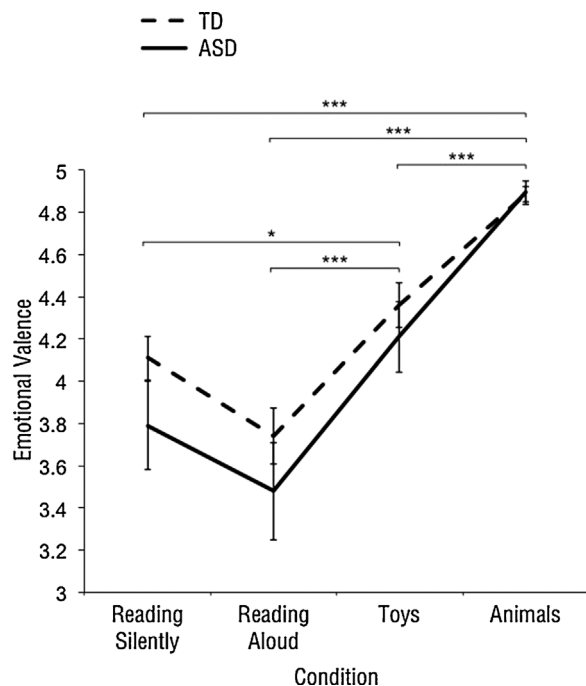 TD
ASD
***
***
***
*
***
5
4.8
4.6
4.4
4.2
4
3.8
3.6
3.4
3.2
3
Emotional Valence
Reading Silently
Reading Aloud
Toys
Animals
Condition